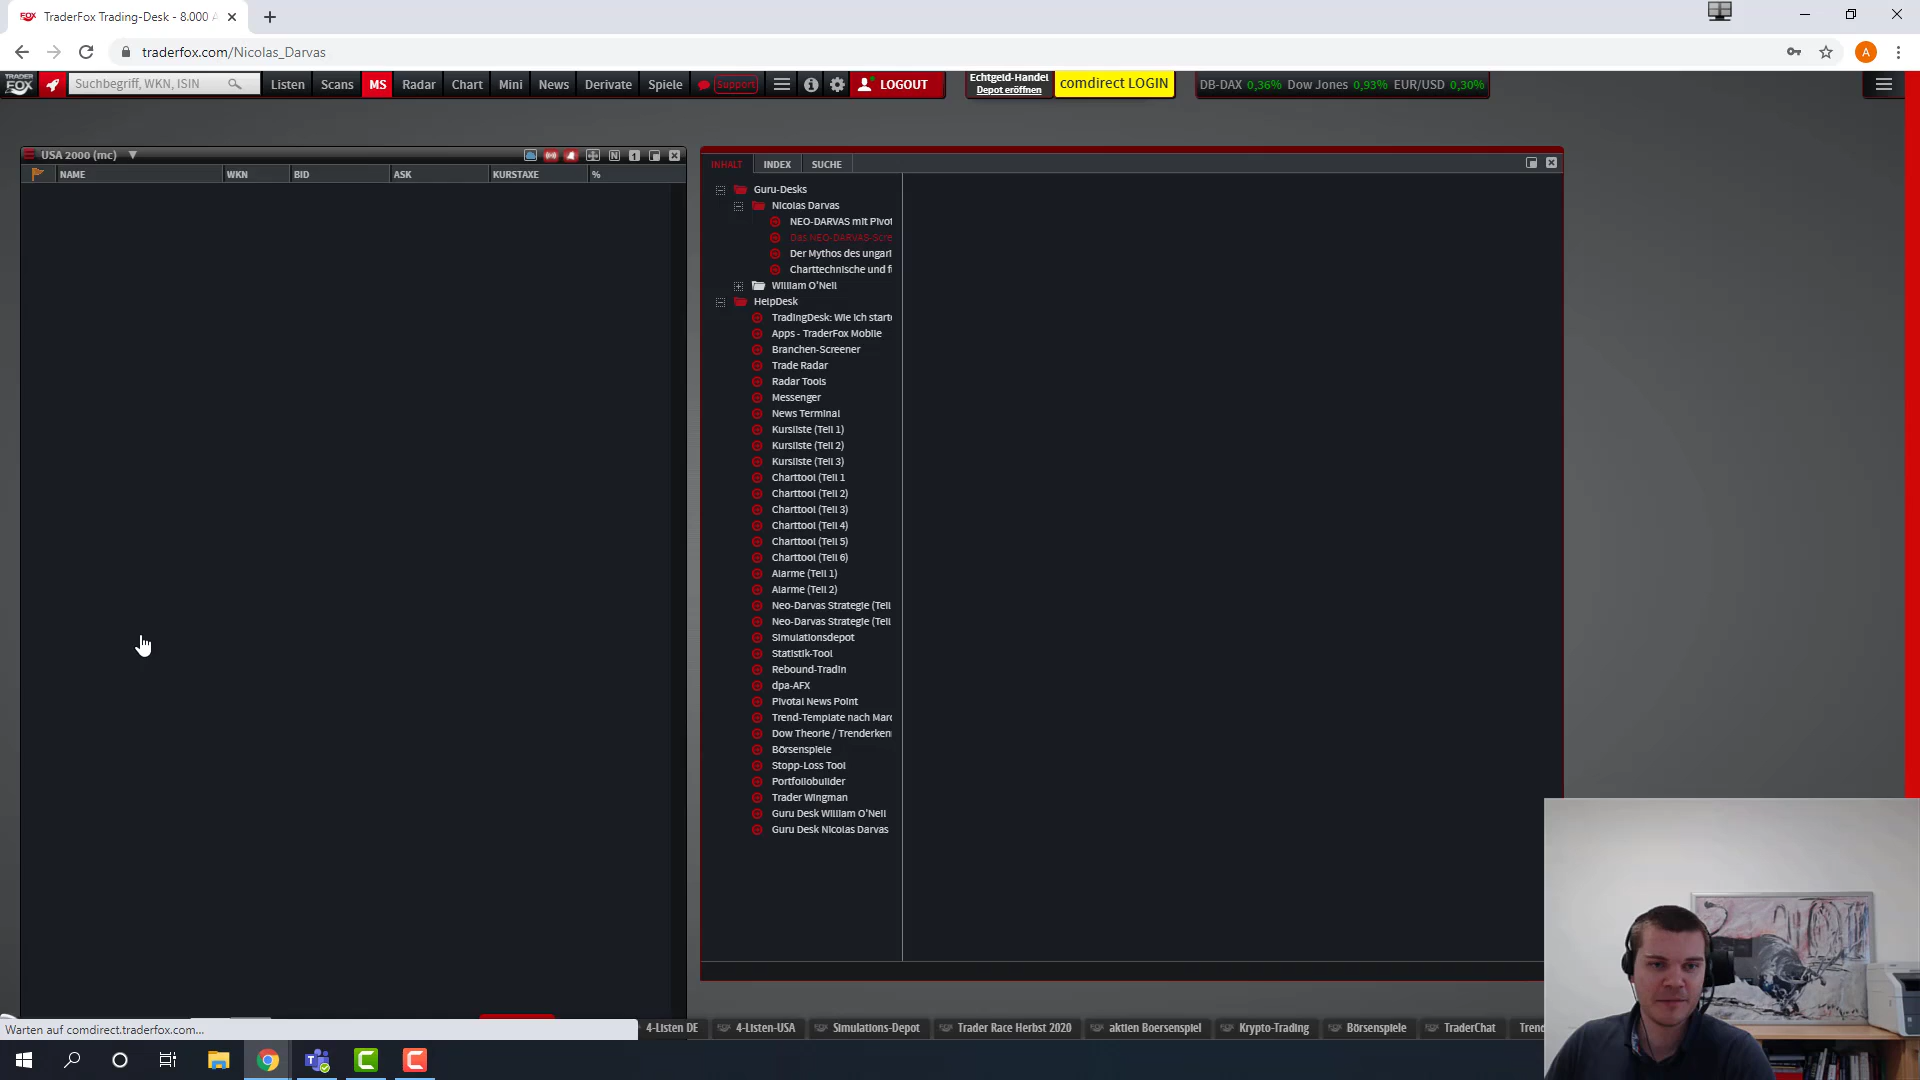 TraderFox Trading-Desk - 8.000 A
traderfox.com/Nicolas_Darvas
A
TRADER FOX
Suchbegriff, WKN, ISIN
Listen
Scans
MS
Radar
Chart
Mini
News
Derivate
Spiele
Support
LOGOUT
Echtgeld-Handel
Depot eröffnen
comdirect LOGIN
DB-DAX 0,36% Dow Jones 0,93% EUR/USD 0,30%
USA 2000 (mc)
N
1
NAME
WKN
BID
ASK
KURSTAXE
%
INHALT
INDEX
SUCHE
Guru-Desks
Nicolas Darvas
NEO-DARVAS mit Pivot
Das NEO-DARVAS-Scre
Der Mythos des ungari
Charttechnische und f
William O'Neil
HelpDesk
TradingDesk: Wie ich starte
Apps - TraderFox Mobile
Branchen-Screener
Trade Radar
Radar Tools
Messenger
News Terminal
Kursliste (Teil 1)
Kursliste (Teil 2)
Kursliste (Teil 3)
Charttool (Teil 1
Charttool (Teil 2)
Charttool (Teil 3)
Charttool (Teil 4)
Charttool (Teil 5)
Charttool (Teil 6)
Alarme (Teil 1)
Alarme (Teil 2)
Neo-Darvas Strategie (Teil
Neo-Darvas Strategie (Teil
Simulationsdepot
Statistik-Tool
Rebound-Tradin
dpa-AFX
Pivotal News Point
Trend-Template nach Marc
Dow Theorie / Trenderken
Börsenspiele
Stopp-Loss Tool
Portfoliobuilder
Trader Wingman
Guru Desk William O'Neil
Guru Desk Nicolas Darvas
Warten auf comdirect.traderfox.com...
4-Listen DE
4-Listen-USA
Simulations-Depot
Trader Race Herbst 2020
aktien Boersenspiel
Krypto-Trading
Börsenspiele
TraderChat
Tren